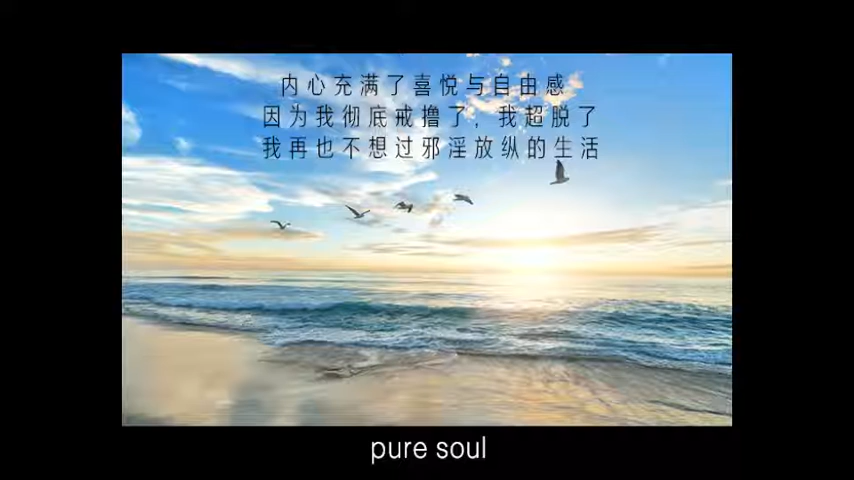 内心充满了喜悦与自由感
因为我彻底戒撸了，我超脱了
我再也不想过邪淫放纵的生活
pure soul